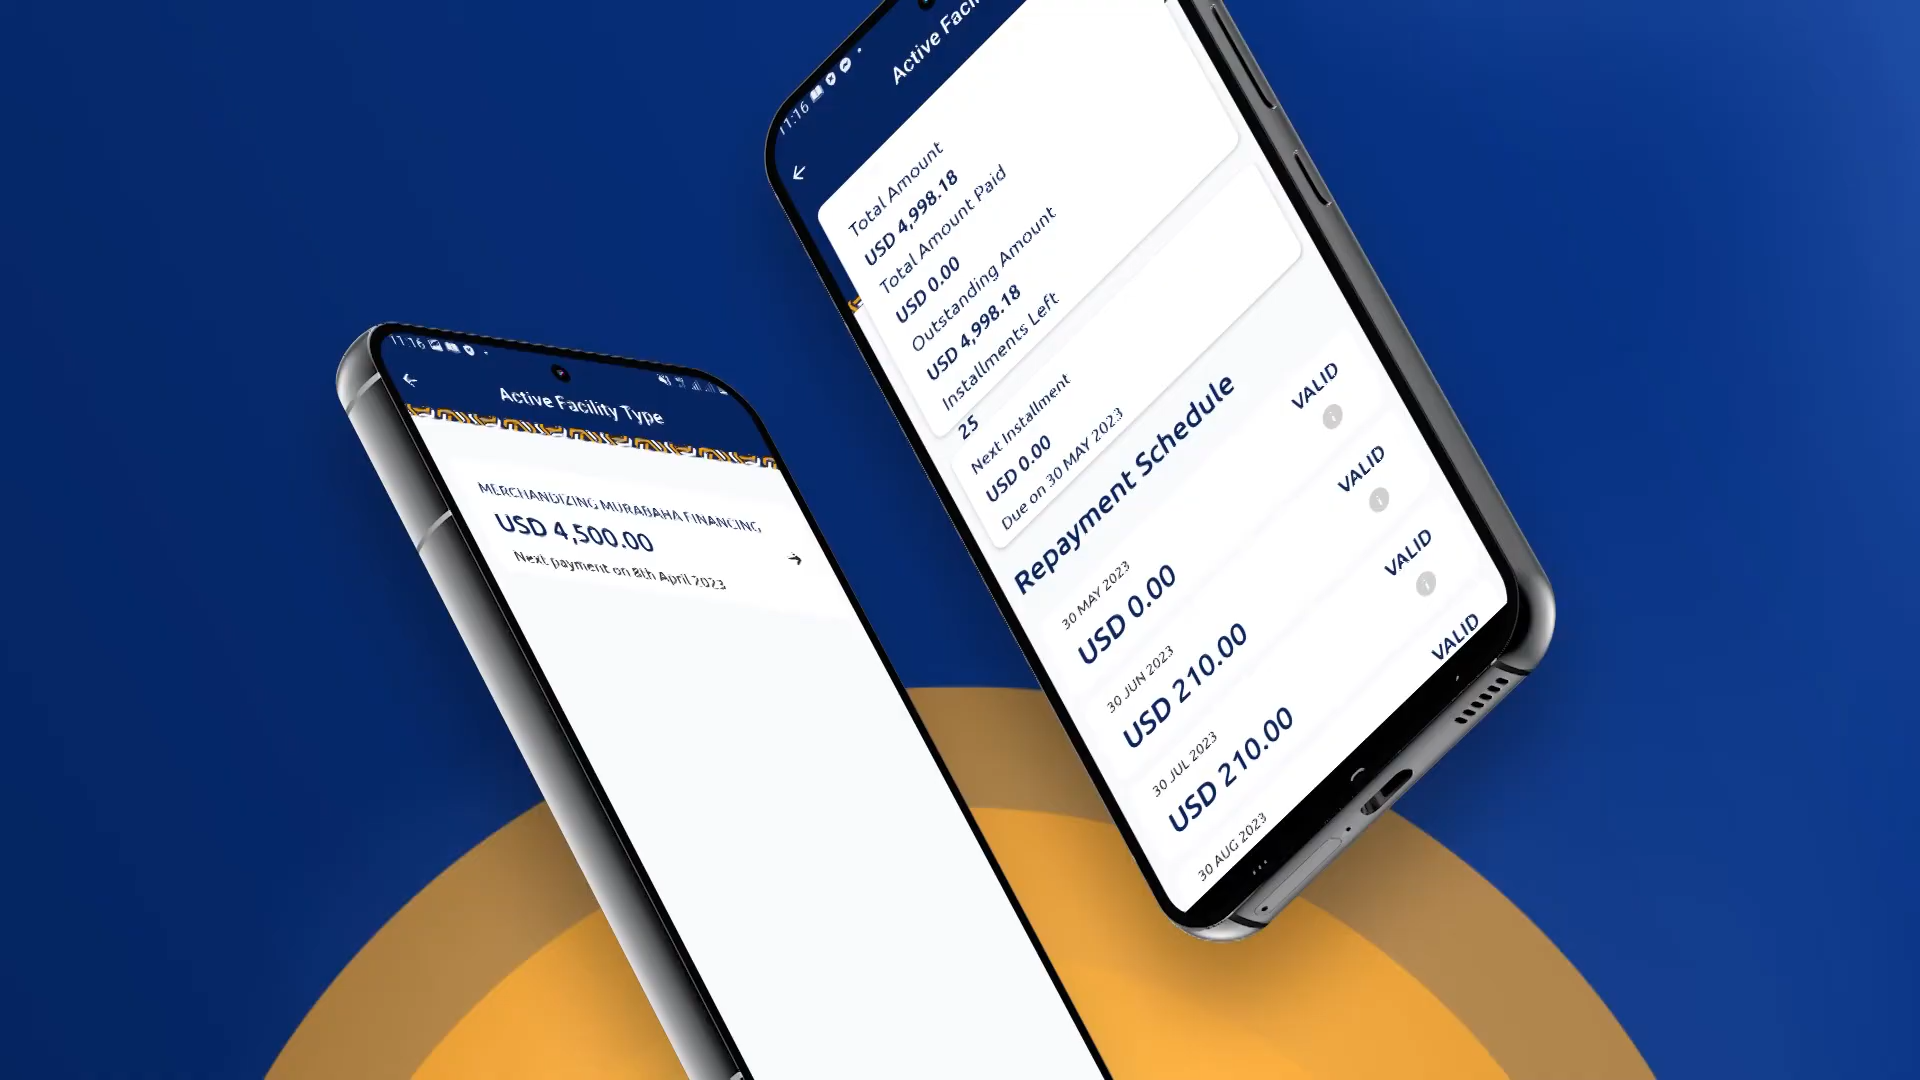 11:16
Active Facility Type
MERCHANDIZING MURABAHA FINANCING
USD 4,500.00
Next payment on 8th April 2023
11:16
Total Amount
USD 4,998.18
Total Amount Paid
USD 0.00
Outstanding Amount
USD 4,998.18
Installments Left
25
Next Installment
USD 0.00
Due on 30 MAY 2023
Repayment Schedule
30 MAY 2023
USD 0.00
VALID
30 JUN 2023
USD 210.00
VALID
30 JUL 2023
USD 210.00
VALID
30 AUG 2023
VALID